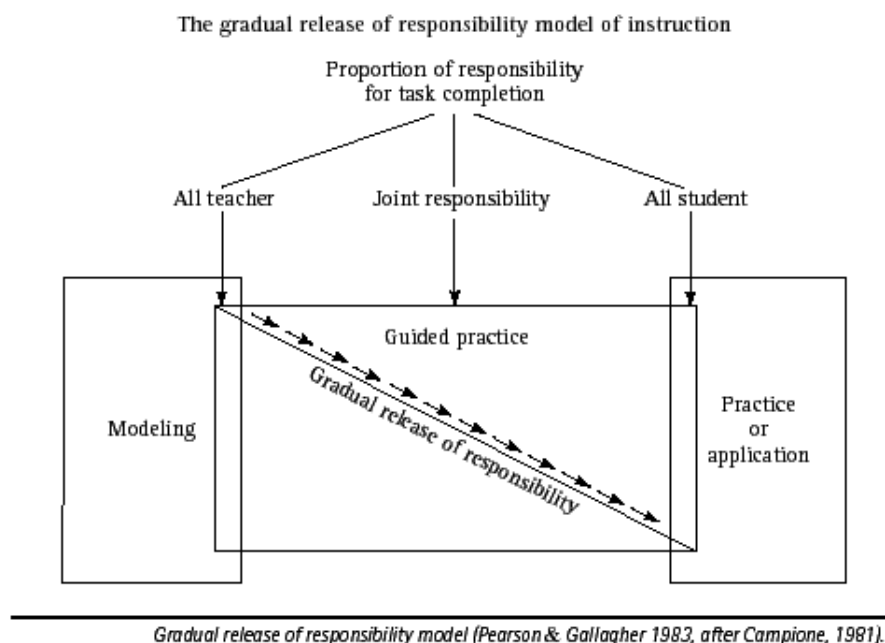 The gradual release of responsibility model of instruction
Proportion of responsibility
for task completion
All teacher
Joint responsibility
All student
Guided practice
Gradual release of responsibility
Modeling
Practice
or
application
Gradual release of responsibility model (Pearson & Gallagher 1983, after Campione, 1981).